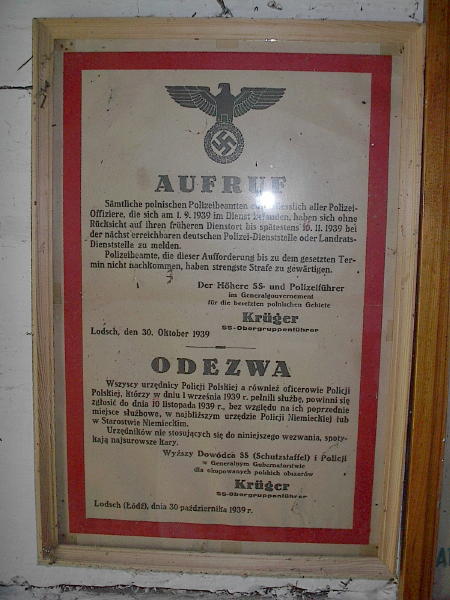 AUFRUF
Sämtliche polnischen Polizeibeamten aller Polizei-
Offiziere, die sich am 1. 9. 1939 im Dienst befanden, haben sich ohne
Rücksicht auf ihren früheren Dienstort bis spätestens 10. 11. 1939 bei
der nächst erreichbaren deutschen Polizei-Dienststelle oder Landrats-
Dienststelle zu melden.
Polizeibeamte, die dieser Aufforderung bis zu dem gesetzten Ter-
min nicht nachkommen, haben strengste Strafe zu gewärtigen.
Der Höhere SS- und Polizeiführer
im Generalgouvernement
für die besetzten polnischen Gebiete
Krüger
SS-Obergruppenführer
Lodsch, den 30. Oktober 1939
ODEZWA
Wszyscy urzędnicy Policji Polskiej a również oficerowie Policji
Polskiej, którzy w dniu 1 września 1939 r. pełnili służbę, powinni się
zgłosić do dnia 10 listopada 1939 r., bez względu na ich poprzednie
miejsce służbowe, w najbliższym urzędzie Policji Niemieckiej lub
w Starostwie Niemieckim.
Urzędników nie stosujących się do niniejszego wezwania, spoty-
kają najsurowsze kary.
Wyższy Dowódca SS (Schutzstaffel) i Policji
w Generalnym Gubernatorstwie
dla okupowanych polskich obszarów
Krüger
SS-Obergruppenführer
Lodsch (Łódź), dnia 30 października 1939 r.